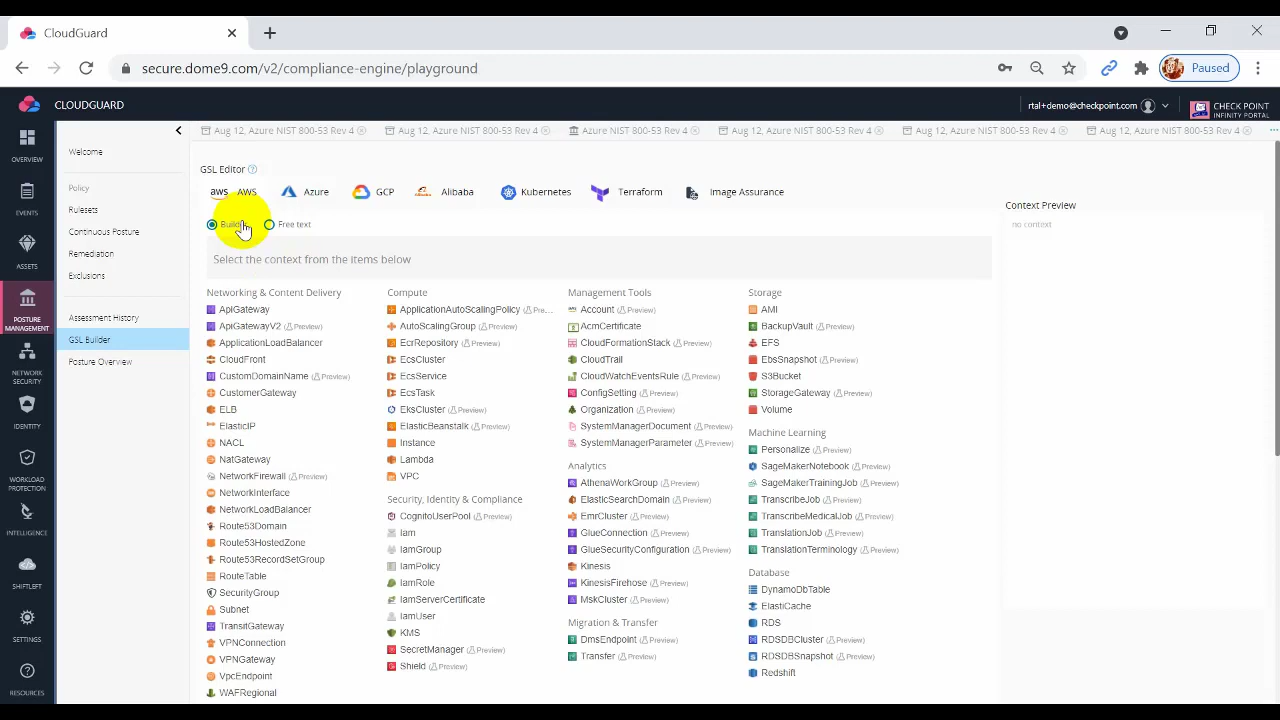 CloudGuard
secure.dome9.com/v2/compliance-engine/playground
Paused
CLOUDGUARD
rtal+demo@checkpoint.com
CHECK POINT
INFINITY PORTAL
OVERVIEW
EVENTS
ASSETS
POSTURE
MANAGEMENT
NETWORK
SECURITY
IDENTITY
WORKLOAD
PROTECTION
INTELLIGENCE
SHIFTLEFT
SETTINGS
RESOURCES
Welcome
Policy
Rulesets
Continuous Posture
Remediation
Exclusions
Assessment History
GSL Builder
Posture Overview
Aug 12, Azure NIST 800-53 Rev 4
Aug 12, Azure NIST 800-53 Rev 4
Azure NIST 800-53 Rev 4
Aug 12, Azure NIST 800-53 Rev 4
Aug 12, Azure NIST 800-53 Rev 4
Aug 12, Azure NIST 800-53 Rev 4
GSL Editor
aws AWS
Azure
GCP
Alibaba
Kubernetes
Terraform
Image Assurance
Builder
Free text
Select the context from the items below
Context Preview
no context
Networking & Content Delivery
ApiGateway
ApiGatewayV2 (Preview)
ApplicationLoadBalancer
CloudFront
CustomDomainName (Preview)
CustomerGateway
ELB
ElasticIP
NACL
NatGateway
NetworkFirewall (Preview)
NetworkInterface
NetworkLoadBalancer
Route53Domain
Route53HostedZone
Route53RecordSetGroup
RouteTable
SecurityGroup
Subnet
TransitGateway
VPNConnection
VPNGateway
VpcEndpoint
WAFRegional
Compute
ApplicationAutoScalingPolicy (Pre...
AutoScalingGroup (Preview)
EcrRepository (Preview)
EcsCluster
EcsService
EcsTask
EksCluster (Preview)
ElasticBeanstalk (Preview)
Instance
Lambda
VPC
Security, Identity & Compliance
CognitoUserPool (Preview)
Iam
IamGroup
IamPolicy
IamRole
IamServerCertificate
IamUser
KMS
SecretManager (Preview)
Shield (Preview)
Management Tools
Account (Preview)
AcmCertificate
CloudFormationStack (Preview)
CloudTrail
CloudWatchEventsRule (Preview)
ConfigSetting (Preview)
Organization (Preview)
SystemManagerDocument (Preview)
SystemManagerParameter (Preview)
Analytics
AthenaWorkGroup (Preview)
ElasticSearchDomain (Preview)
EmrCluster (Preview)
GlueConnection (Preview)
GlueSecurityConfiguration (Preview)
Kinesis
KinesisFirehose (Preview)
MskCluster (Preview)
Migration & Transfer
DmsEndpoint (Preview)
Transfer (Preview)
Storage
AMI
BackupVault (Preview)
EFS
EbsSnapshot (Preview)
S3Bucket
StorageGateway (Preview)
Volume
Machine Learning
Personalize (Preview)
SageMakerNotebook (Preview)
SageMakerTrainingJob (Preview)
TranscribeJob (Preview)
TranscribeMedicalJob (Preview)
TranslationJob (Preview)
TranslationTerminology (Preview)
Database
DynamoDbTable
ElastiCache
RDS
RDSDBCluster (Preview)
RDSDBSnapshot (Preview)
Redshift